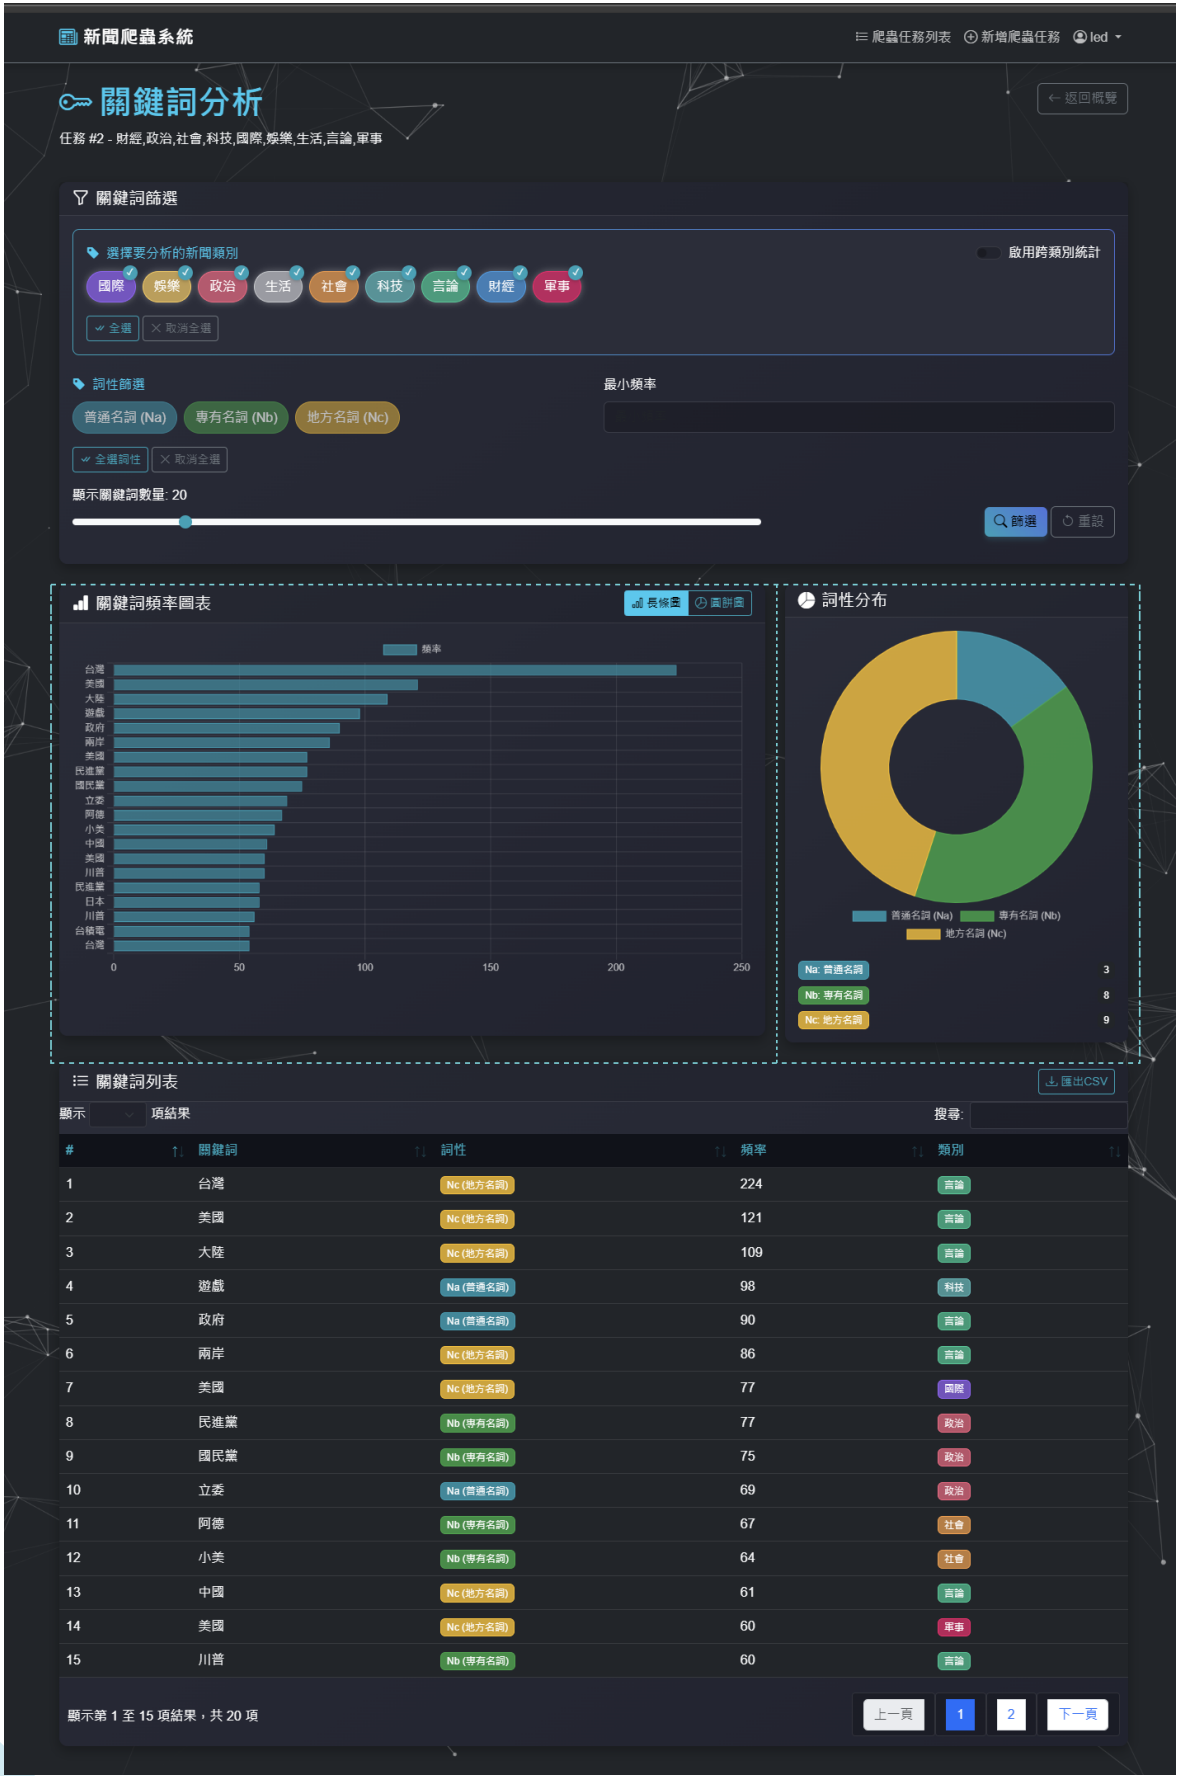 新聞爬蟲系統
爬蟲任務列表 新增爬蟲任務 led
關鍵詞分析
返回概覽
任務 #2 - 財經,政治,社會,科技,國際,娛樂,生活,言論,軍事
關鍵詞篩選
選擇要分析的新聞類別 啟用跨類別統計
國際 娛樂 政治 生活 社會 科技 言論 財經 軍事
全選 取消全選
詞性篩選 最小頻率
普通名詞 (Na) 專有名詞 (Nb) 地方名詞 (Nc)
全選詞性 取消全選
顯示關鍵詞數量: 20
篩選 重設
關鍵詞頻率圖表 長條圖 圓餅圖
頻率
台灣
美國
大陸
遊戲
政府
兩岸
美國
民進黨
國民黨
立委
阿德
小美
中國
美國
川普
民進黨
日本
川普
台積電
台灣
0 50 100 150 200 250
詞性分布
普通名詞 (Na) 專有名詞 (Nb)
地方名詞 (Nc)
Na: 普通名詞 3
Nb: 專有名詞 8
Nc: 地方名詞 9
關鍵詞列表 匯出CSV
顯示 項結果 搜尋:
# 關鍵詞 詞性 頻率 類別
1 台灣 Nc (地方名詞) 224 言論
2 美國 Nc (地方名詞) 121 言論
3 大陸 Nc (地方名詞) 109 言論
4 遊戲 Na (普通名詞) 98 科技
5 政府 Na (普通名詞) 90 言論
6 兩岸 Nc (地方名詞) 86 言論
7 美國 Nc (地方名詞) 77 國際
8 民進黨 Nb (專有名詞) 77 政治
9 國民黨 Nb (專有名詞) 75 政治
10 立委 Na (普通名詞) 69 政治
11 阿德 Nb (專有名詞) 67 社會
12 小美 Nb (專有名詞) 64 社會
13 中國 Nc (地方名詞) 61 言論
14 美國 Nc (地方名詞) 60 軍事
15 川普 Nb (專有名詞) 60 言論
顯示第 1 至 15 項結果，共 20 項
上一頁 1 2 下一頁